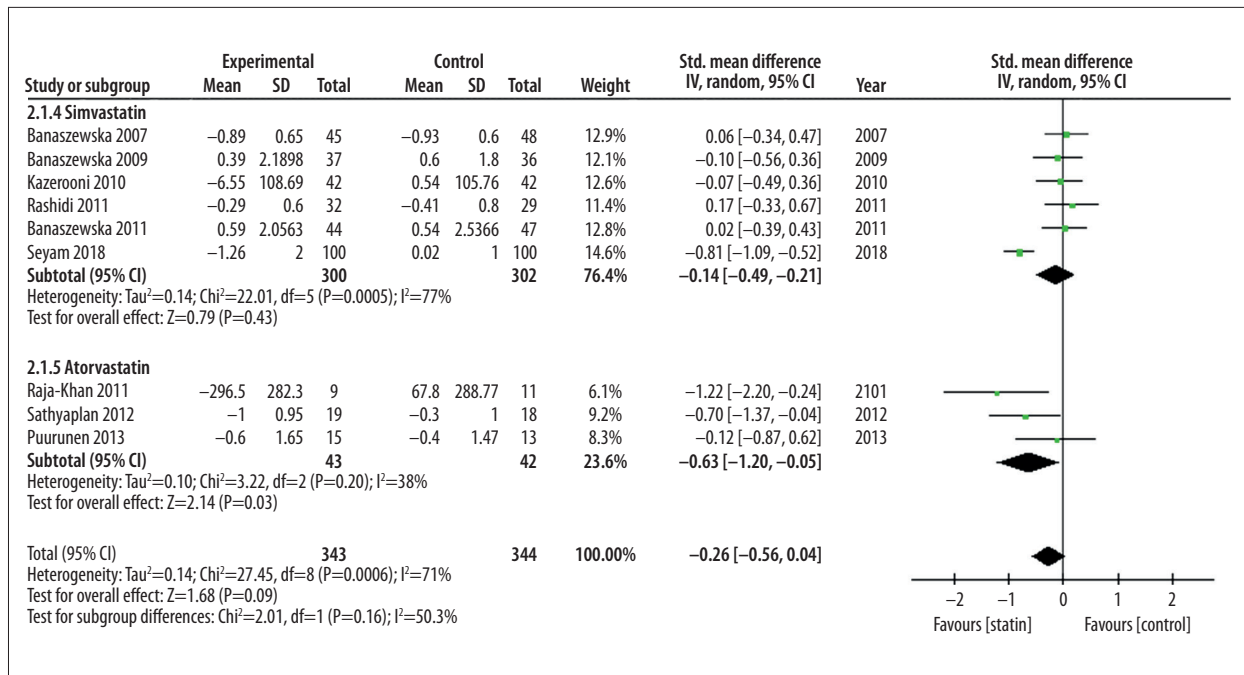 Experimental Control Std. mean difference Std. mean difference
Study or subgroup Mean SD Total Mean SD Total Weight IV, random, 95% CI Year IV, random, 95% CI
2.1.4 Simvastatin
Banaszewska 2007 −0.89 0.65 45 −0.93 0.6 48 12.9% 0.06 [−0.34, 0.47] 2007
Banaszewska 2009 0.39 2.1898 37 0.6 1.8 36 12.1% −0.10 [−0.56, 0.36] 2009
Kazerooni 2010 −6.55 108.69 42 0.54 105.76 42 12.6% −0.07 [−0.49, 0.36] 2010
Rashidi 2011 −0.29 0.6 32 −0.41 0.8 29 11.4% 0.17 [−0.33, 0.67] 2011
Banaszewska 2011 0.59 2.0563 44 0.54 2.5366 47 12.8% 0.02 [−0.39, 0.43] 2011
Seyam 2018 −1.26 2 100 0.02 1 100 14.6% −0.81 [−1.09, −0.52] 2018
Subtotal (95% CI) 300 302 76.4% −0.14 [−0.49, −0.21]
Heterogeneity: Tau²=0.14; Chi²=22.01, df=5 (P=0.0005); I²=77%
Test for overall effect: Z=0.79 (P=0.43)
2.1.5 Atorvastatin
Raja-Khan 2011 −296.5 282.3 9 67.8 288.77 11 6.1% −1.22 [−2.20, −0.24] 2101
Sathyaplan 2012 −1 0.95 19 −0.3 1 18 9.2% −0.70 [−1.37, −0.04] 2012
Puurunen 2013 −0.6 1.65 15 −0.4 1.47 13 8.3% −0.12 [−0.87, 0.62] 2013
Subtotal (95% CI) 43 42 23.6% −0.63 [−1.20, −0.05]
Heterogeneity: Tau²=0.10; Chi²=3.22, df=2 (P=0.20); I²=38%
Test for overall effect: Z=2.14 (P=0.03)
Total (95% CI) 343 344 100.00% −0.26 [−0.56, 0.04]
Heterogeneity: Tau²=0.14; Chi²=27.45, df=8 (P=0.0006); I²=71%
Test for overall effect: Z=1.68 (P=0.09)
Test for subgroup differences: Chi²=2.01, df=1 (P=0.16); I²=50.3%
−2 −1 0 1 2
Favours [statin] Favours [control]